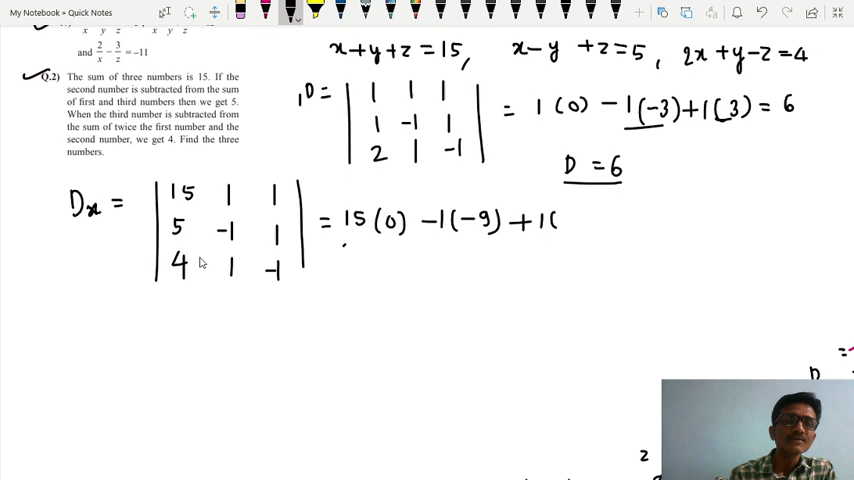 My Notebook > Quick Notes
x y z x y z
and 2/x - 3/z = -11
Q.2) The sum of three numbers is 15. If the
second number is subtracted from the sum
of first and third numbers then we get 5.
When the third number is subtracted from
the sum of twice the first number and the
second number, we get 4. Find the three
numbers.
x+y+z=15, x-y+z=5, 2x+y-z=4
D = | 1 1 1 | = 1(0) -1(-3)+1(3) = 6
| 1 -1 1 |
| 2 1 -1 |
D = 6
Dx = | 15 1 1 | = 15(0) -1(-9) +1(
| 5 -1 1 |
| 4 1 -1 |
D
2